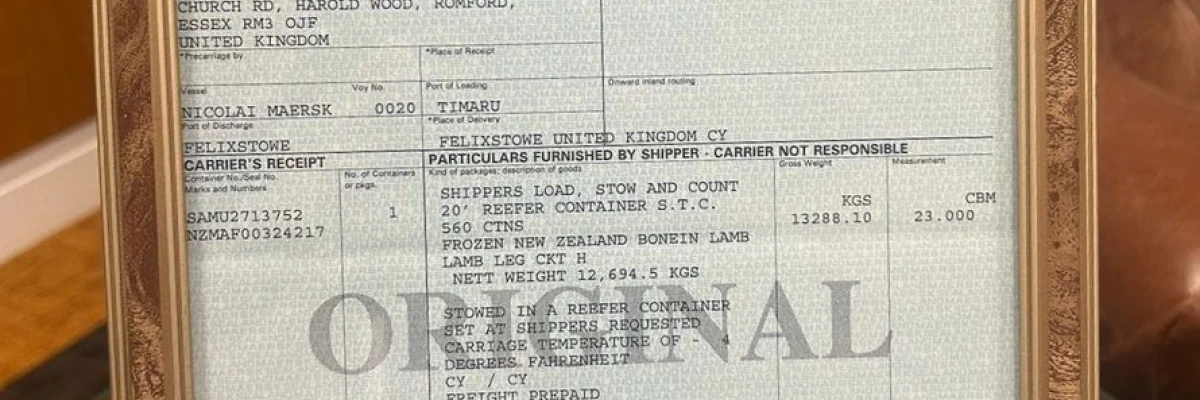 CHURCH RD, HAROLD WOOD, ROMFORD,
ESSEX RM3 OJF
UNITED KINGDOM
*Precarriage by
*Place of Receipt
Vessel
Voy No.
Port of Loading
Onward inland routing
NICOLAI MAERSK 0020 TIMARU
Port of Discharge
*Place of Delivery
FELIXSTOWE
FELIXSTOWE UNITED KINGDOM CY
CARRIER'S RECEIPT
PARTICULARS FURNISHED BY SHIPPER - CARRIER NOT RESPONSIBLE
Container No./Seal No.
Marks and Numbers
No. of Containers
or pkgs.
Kind of packages; description of goods
Gross Weight
Measurement
SHIPPERS LOAD, STOW AND COUNT
SAMU2713752 1 20' REEFER CONTAINER S.T.C. KGS CBM
NZMAF00324217 560 CTNS 13288.10 23.000
FROZEN NEW ZEALAND BONEIN LAMB
LAMB LEG CKT H
NETT WEIGHT 12,694.5 KGS
ORIGINAL
STOWED IN A REEFER CONTAINER
SET AT SHIPPERS REQUESTED
CARRIAGE TEMPERATURE OF - 4
DEGREES FAHRENHEIT
CY / CY
FREIGHT PREPAID